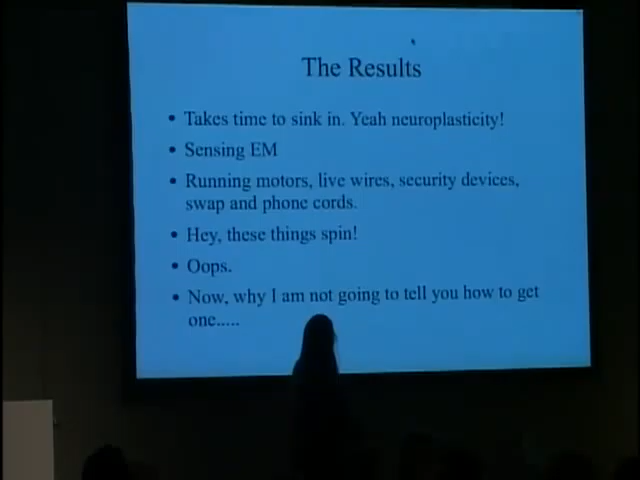 The Results
• Takes time to sink in. Yeah neuroplasticity!
• Sensing EM
• Running motors, live wires, security devices,
swap and phone cords.
• Hey, these things spin!
• Oops.
• Now, why I am not going to tell you how to get
one.....